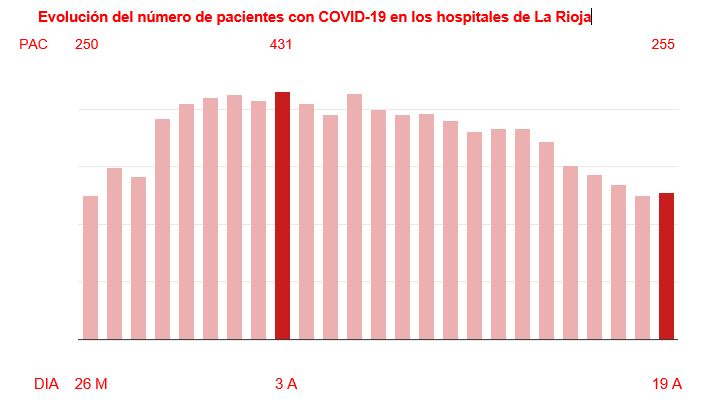 Evolución del número de pacientes con COVID-19 en los hospitales de La Rioja
PAC 250 431 255
DIA 26 M 3 A 19 A